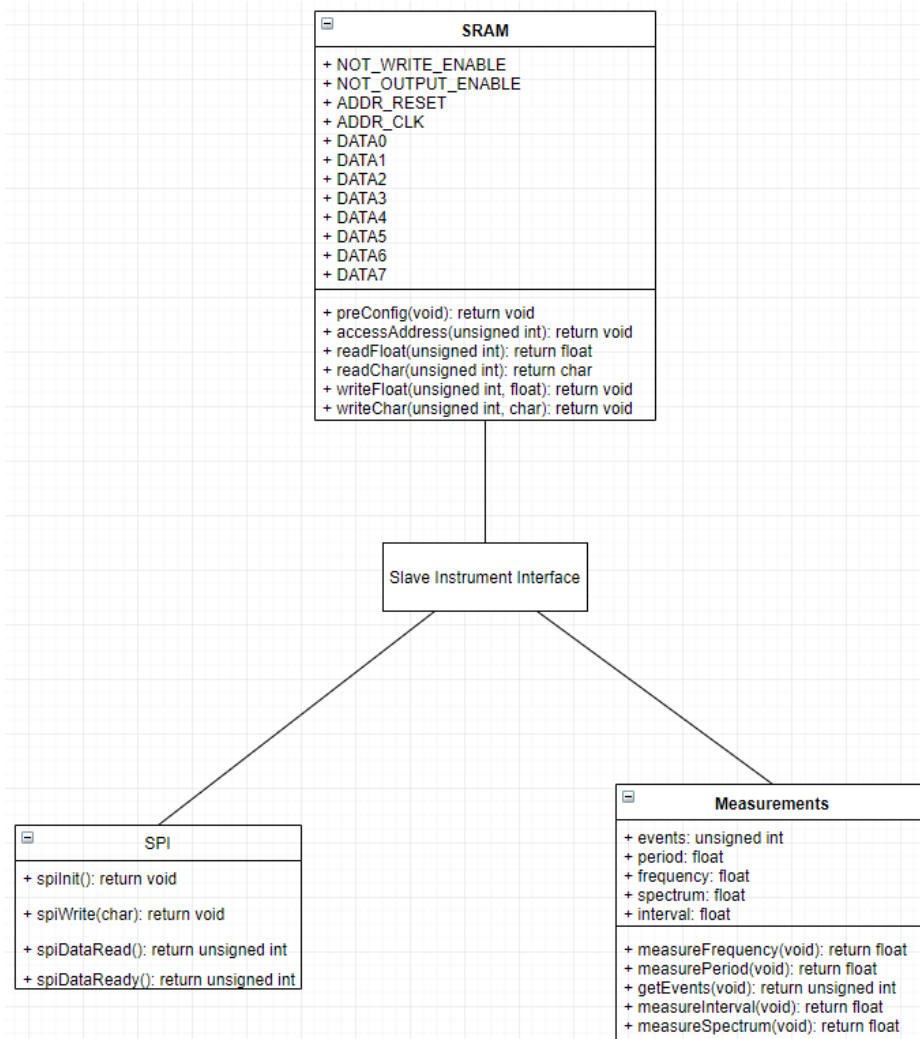 SRAM
+ NOT_WRITE_ENABLE
+ NOT_OUTPUT_ENABLE
+ ADDR_RESET
+ ADDR_CLK
+ DATA0
+ DATA1
+ DATA2
+ DATA3
+ DATA4
+ DATA5
+ DATA6
+ DATA7
+ preConfig(void): return void
+ accessAddress(unsigned int): return void
+ readFloat(unsigned int): return float
+ readChar(unsigned int): return char
+ writeFloat(unsigned int, float): return void
+ writeChar(unsigned int, char): return void
Slave Instrument Interface
SPI
+ spiInit(): return void
+ spiWrite(char): return void
+ spiDataRead(): return unsigned int
+ spiDataReady(): return unsigned int
Measurements
+ events: unsigned int
+ period: float
+ frequency: float
+ spectrum: float
+ interval: float
+ measureFrequency(void): return float
+ measurePeriod(void): return float
+ getEvents(void): return unsigned int
+ measureInterval(void): return float
+ measureSpectrum(void): return float